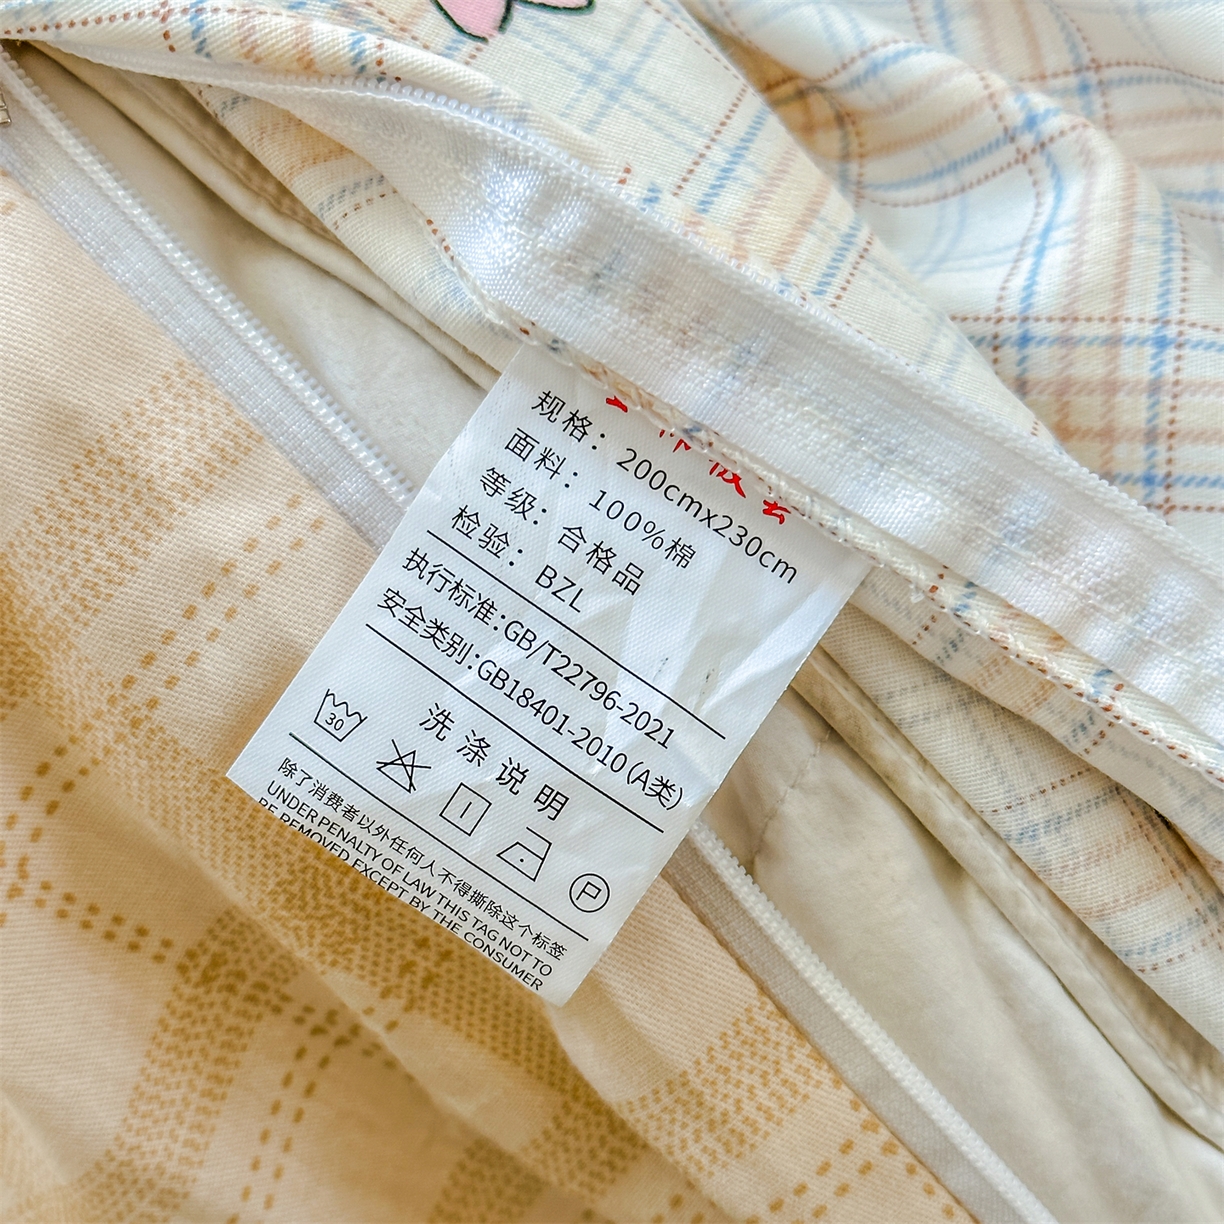 规格：200cmx230cm
面料：100%棉
等级：合格品
检验：BZL
执行标准：GB/T22796-2021
安全类别：GB18401-2010(A类)
洗涤说明
30
P
除了消费者以外任何人不得撕除这个标签
UNDER PENALTY OF LAW THIS TAG NOT TO
BE REMOVED EXCEPT BY THE CONSUMER